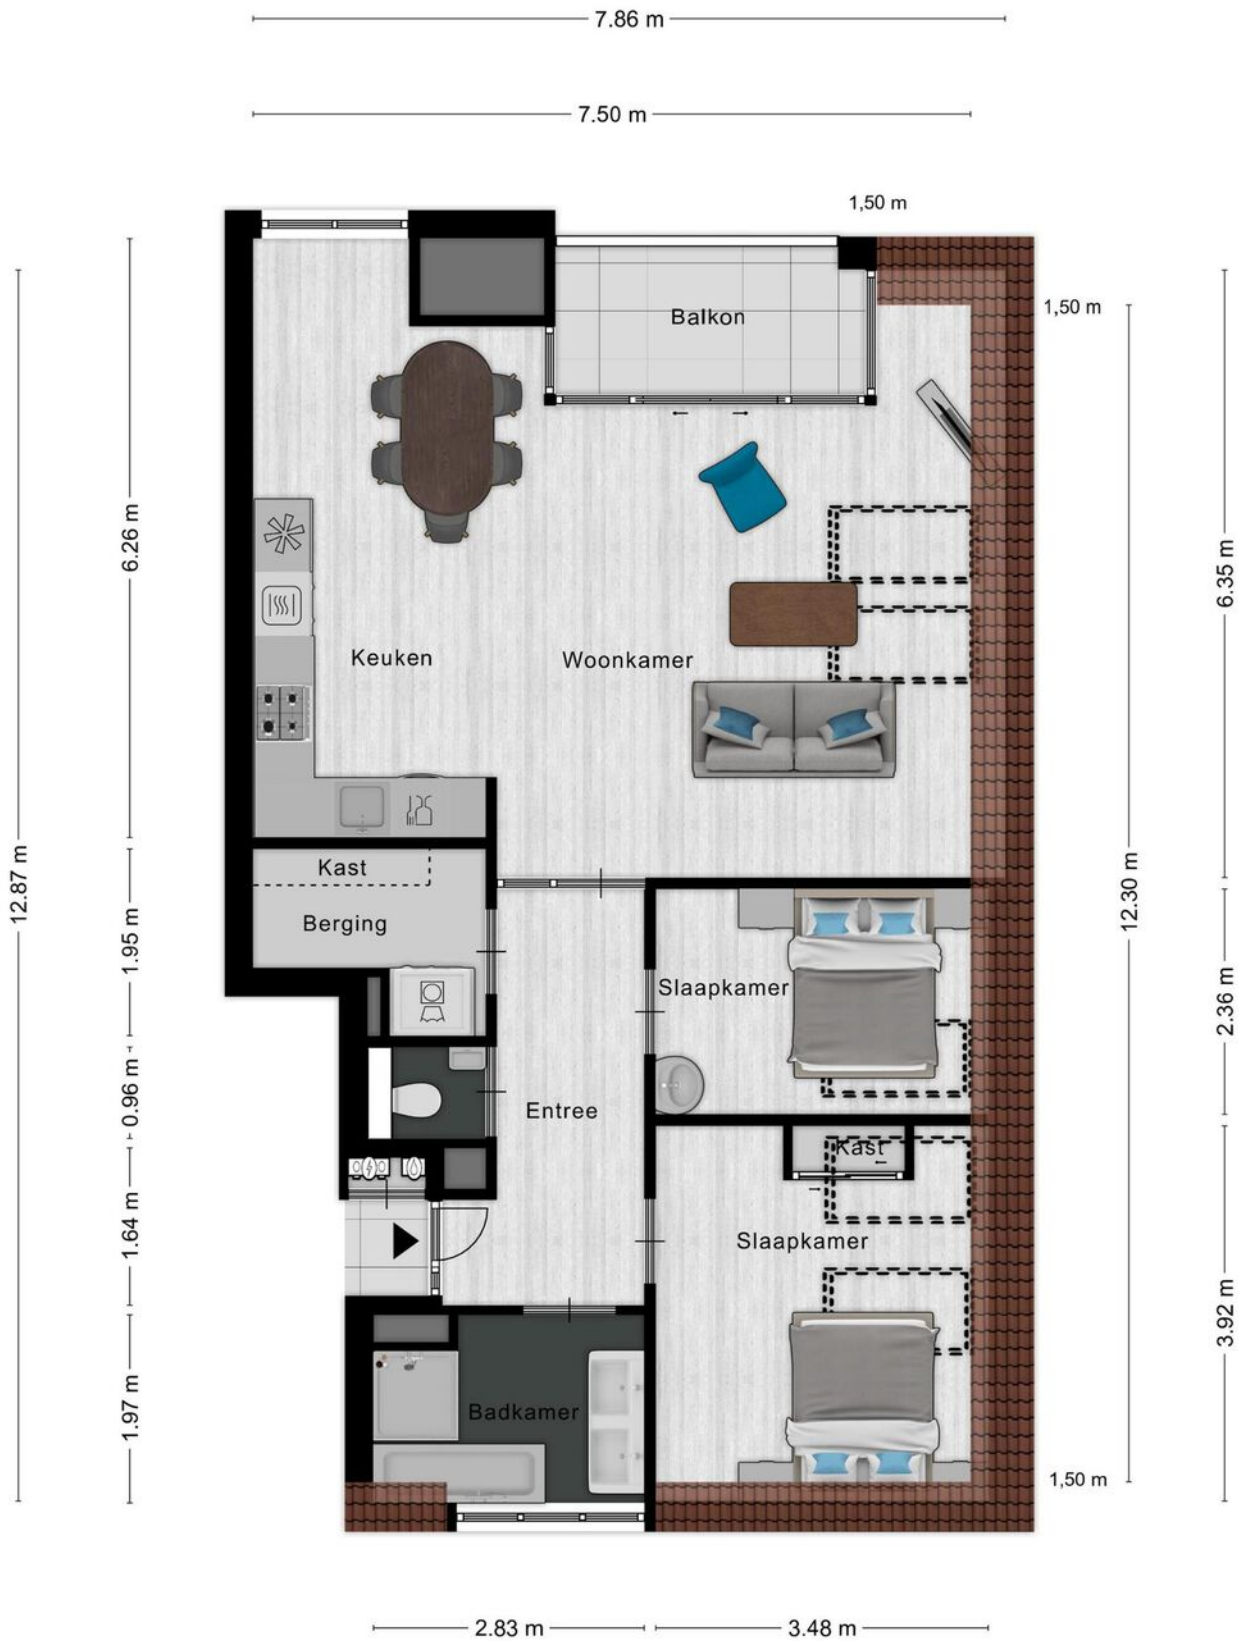 7.86 m
7.50 m
1,50 m
Balkon
1,50 m
6.26 m
6.35 m
Keuken
Woonkamer
Kast
Berging
12.87 m
1.95 m
12.30 m
Slaapkamer
2.36 m
0.96 m
Entree
Kast
1.64 m
Slaapkamer
3.92 m
1.97 m
Badkamer
1,50 m
2.83 m
3.48 m